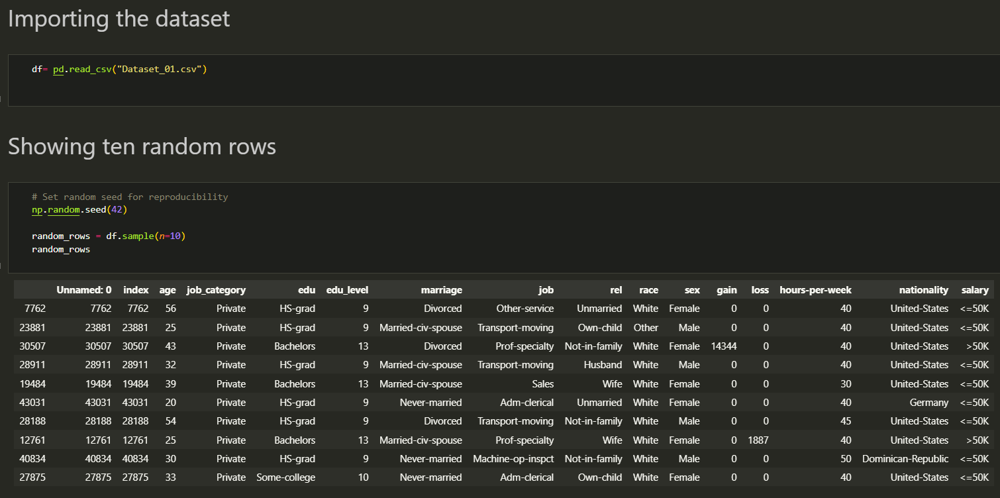 Importing the dataset
df= pd.read_csv("Dataset_01.csv")
Showing ten random rows
# Set random seed for reproducibility
np.random.seed(42)
random_rows = df.sample(n=10)
random_rows
Unnamed: 0 index age job_category edu edu_level marriage job rel race sex gain loss hours-per-week nationality salary
7762 7762 7762 56 Private HS-grad 9 Divorced Other-service Unmarried White Female 0 0 40 United-States <=50K
23881 23881 23881 25 Private HS-grad 9 Married-civ-spouse Transport-moving Own-child Other Male 0 0 40 United-States <=50K
30507 30507 30507 43 Private Bachelors 13 Divorced Prof-specialty Not-in-family White Female 14344 0 40 United-States >50K
28911 28911 28911 32 Private HS-grad 9 Married-civ-spouse Transport-moving Husband White Male 0 0 40 United-States <=50K
19484 19484 19484 39 Private Bachelors 13 Married-civ-spouse Sales Wife White Female 0 0 30 United-States <=50K
43031 43031 43031 20 Private HS-grad 9 Never-married Adm-clerical Unmarried White Female 0 0 40 Germany <=50K
28188 28188 28188 54 Private HS-grad 9 Divorced Transport-moving Not-in-family White Male 0 0 45 United-States <=50K
12761 12761 12761 25 Private Bachelors 13 Married-civ-spouse Prof-specialty Wife White Female 0 1887 40 United-States >50K
40834 40834 40834 30 Private HS-grad 9 Never-married Machine-op-inspct Not-in-family White Male 0 0 50 Dominican-Republic <=50K
27875 27875 27875 33 Private Some-college 10 Never-married Adm-clerical Own-child White Female 0 0 40 United-States <=50K